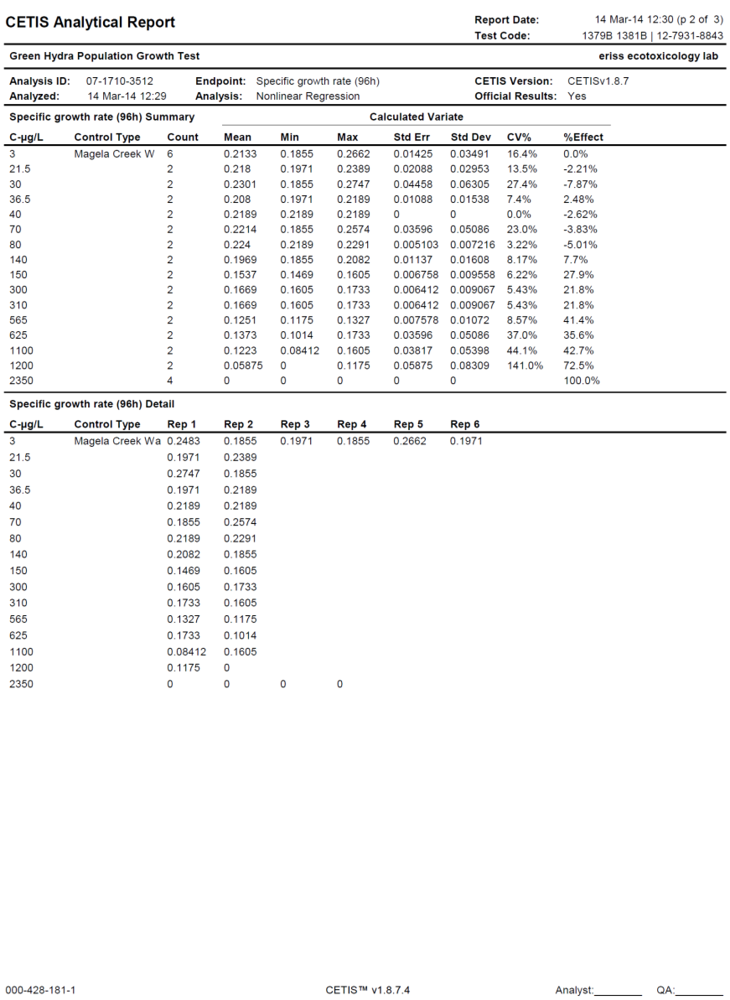 CETIS Analytical Report
Report Date: 14 Mar-14 12:30 (p 2 of 3)
Test Code: 1379B 1381B | 12-7931-8843
Green Hydra Population Growth Test eriss ecotoxicology lab
Analysis ID: 07-1710-3512 Endpoint: Specific growth rate (96h) CETIS Version: CETISv1.8.7
Analyzed: 14 Mar-14 12:29 Analysis: Nonlinear Regression Official Results: Yes
Specific growth rate (96h) Summary Calculated Variate
C-µg/L Control Type Count Mean Min Max Std Err Std Dev CV% %Effect
3 Magela Creek W 6 0.2133 0.1855 0.2662 0.01425 0.03491 16.4% 0.0%
21.5 2 0.218 0.1971 0.2389 0.02088 0.02953 13.5% -2.21%
30 2 0.2301 0.1855 0.2747 0.04458 0.06305 27.4% -7.87%
36.5 2 0.208 0.1971 0.2189 0.01088 0.01538 7.4% 2.48%
40 2 0.2189 0.2189 0.2189 0 0 0.0% -2.62%
70 2 0.2214 0.1855 0.2574 0.03596 0.05086 23.0% -3.83%
80 2 0.224 0.2189 0.2291 0.005103 0.007216 3.22% -5.01%
140 2 0.1969 0.1855 0.2082 0.01137 0.01608 8.17% 7.7%
150 2 0.1537 0.1469 0.1605 0.006758 0.009558 6.22% 27.9%
300 2 0.1669 0.1605 0.1733 0.006412 0.009067 5.43% 21.8%
310 2 0.1669 0.1605 0.1733 0.006412 0.009067 5.43% 21.8%
565 2 0.1251 0.1175 0.1327 0.007578 0.01072 8.57% 41.4%
625 2 0.1373 0.1014 0.1733 0.03596 0.05086 37.0% 35.6%
1100 2 0.1223 0.08412 0.1605 0.03817 0.05398 44.1% 42.7%
1200 2 0.05875 0 0.1175 0.05875 0.08309 141.0% 72.5%
2350 4 0 0 0 0 0 100.0%
Specific growth rate (96h) Detail
C-µg/L Control Type Rep 1 Rep 2 Rep 3 Rep 4 Rep 5 Rep 6
3 Magela Creek Wa 0.2483 0.1855 0.1971 0.1855 0.2662 0.1971
21.5 0.1971 0.2389
30 0.2747 0.1855
36.5 0.1971 0.2189
40 0.2189 0.2189
70 0.1855 0.2574
80 0.2189 0.2291
140 0.2082 0.1855
150 0.1469 0.1605
300 0.1605 0.1733
310 0.1733 0.1605
565 0.1327 0.1175
625 0.1733 0.1014
1100 0.08412 0.1605
1200 0.1175 0
2350 0 0 0 0
000-428-181-1 CETIS™ v1.8.7.4 Analyst:________ QA:________